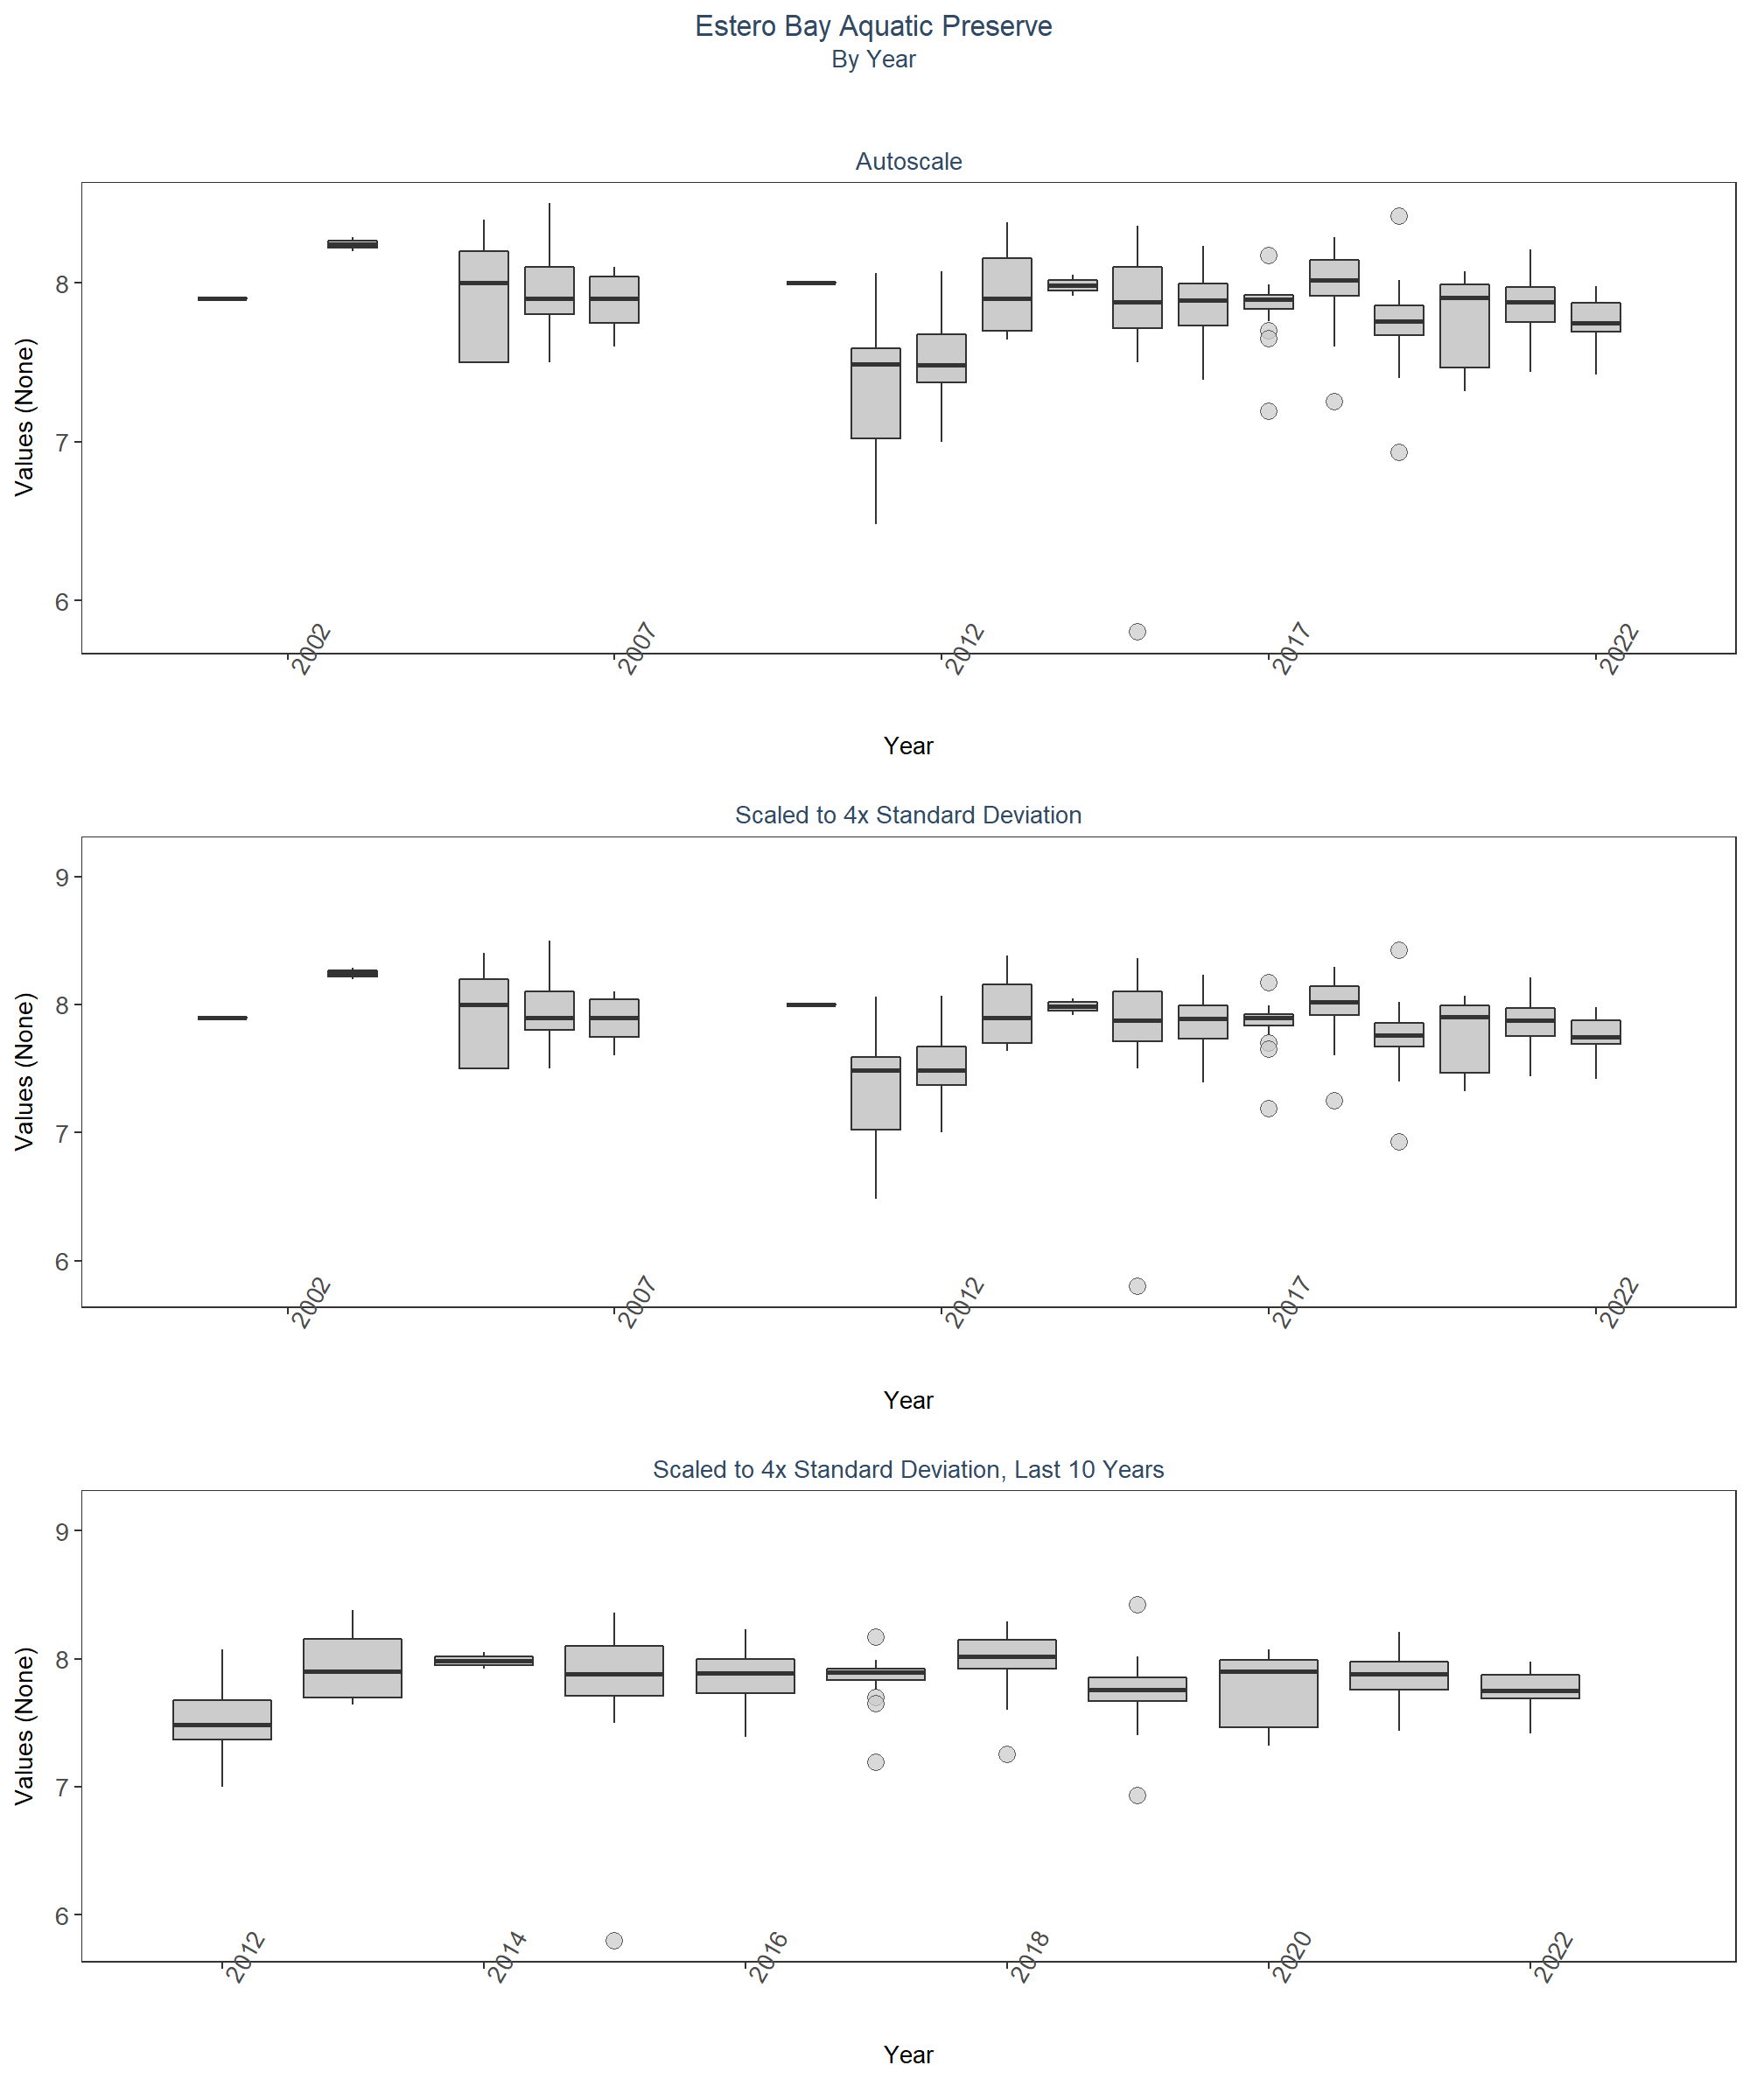 Estero Bay Aquatic Preserve
By Year
Autoscale
Values (None)
8
7
6
2002
2007
2012
2017
2022
Year
Scaled to 4x Standard Deviation
Values (None)
9
8
7
6
2002
2007
2012
2017
2022
Year
Scaled to 4x Standard Deviation, Last 10 Years
Values (None)
9
8
7
6
2012
2014
2016
2018
2020
2022
Year